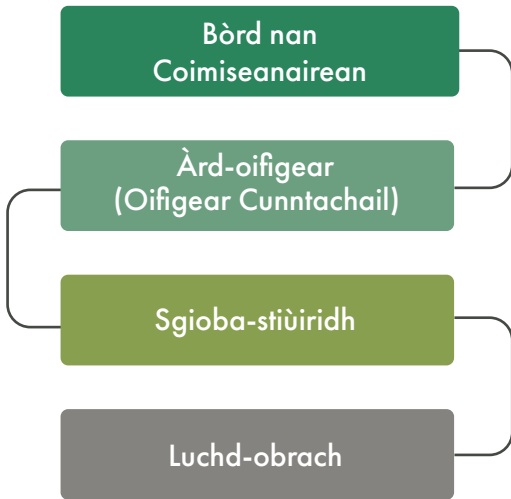 Bòrd nan
Coimiseanairean
Àrd-oifigear
(Oifigear Cunntachail)
Sgioba-stiùiridh
Luchd-obrach